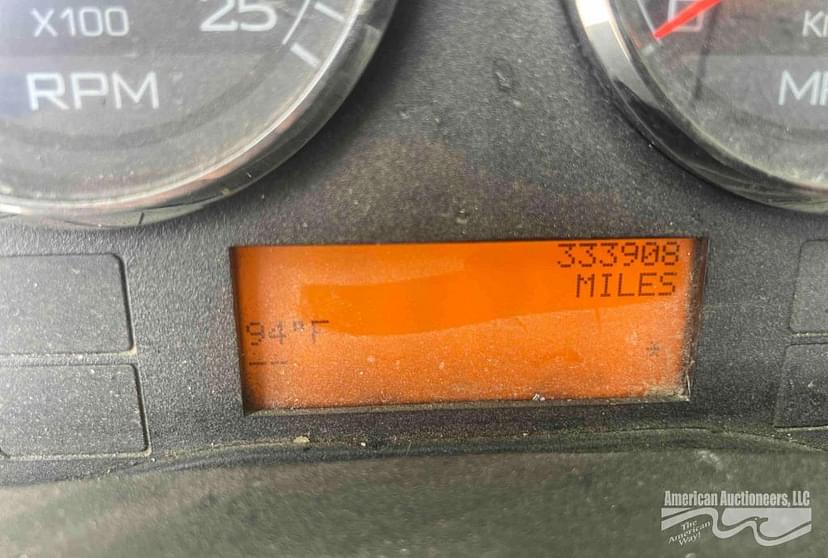 X100
25
RPM
333908
MILES
94°F
--
*
American Auctioneers, LLC
The
American Way!